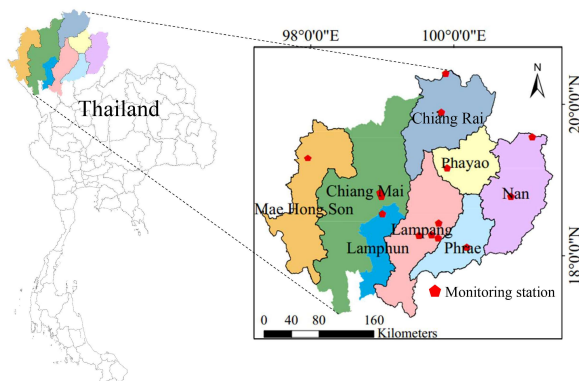 98°0'0"E 100°0'0"E
Thailand
N
20°0'0"N
Chiang Rai
Phayao
Chiang Mai
Nan
Mae Hong Son
Lampang
Lamphun
Phrae
18°0'0"N
Monitoring station
0 40 80 160
Kilometers